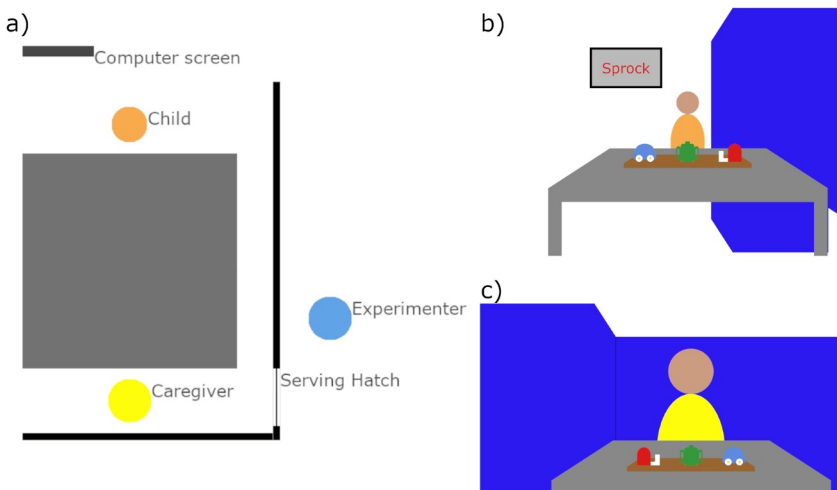 a)
Computer screen
Child
Experimenter
Serving Hatch
Caregiver
b)
Sprock
c)